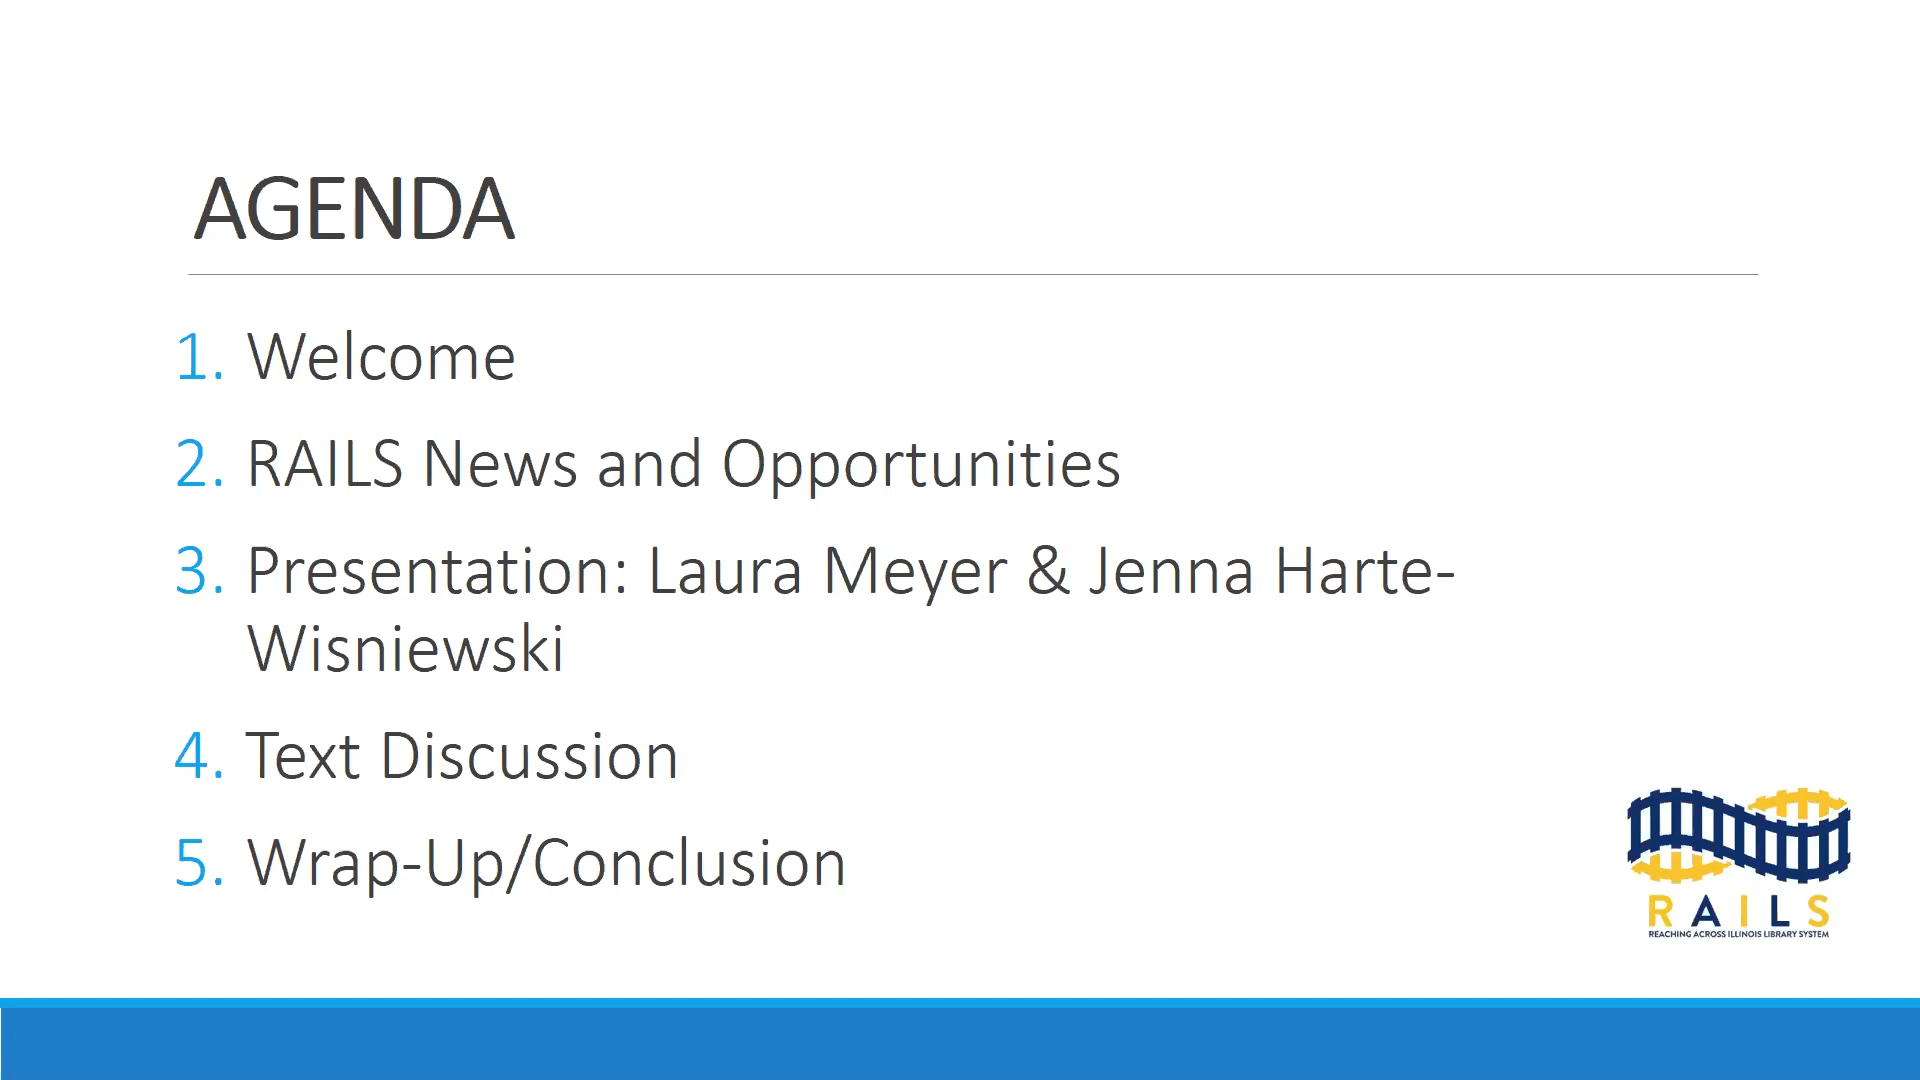 AGENDA
1. Welcome
2. RAILS News and Opportunities
3. Presentation: Laura Meyer & Jenna Harte-
Wisniewski
4. Text Discussion
5. Wrap-Up/Conclusion
RAILS
REACHING ACROSS ILLINOIS LIBRARY SYSTEM